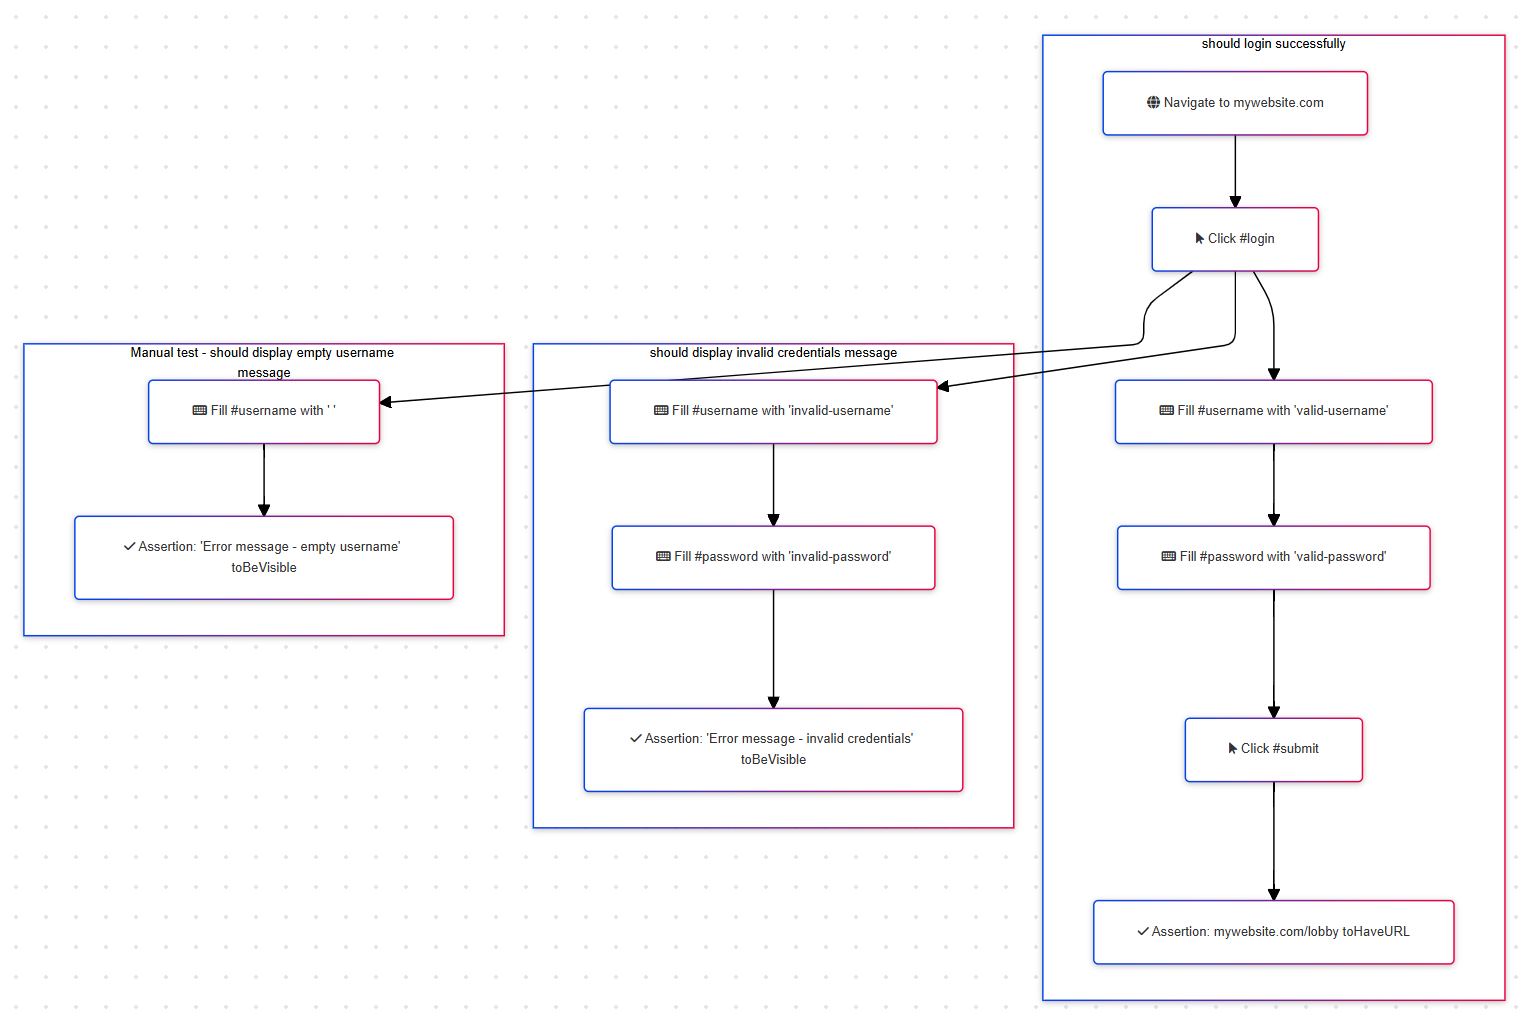 should login successfully
Navigate to mywebsite.com
Click #login
Manual test - should display empty username
message
Fill #username with ' '
Assertion: 'Error message - empty username'
toBeVisible
should display invalid credentials message
Fill #username with 'invalid-username'
Fill #password with 'invalid-password'
Assertion: 'Error message - invalid credentials'
toBeVisible
Fill #username with 'valid-username'
Fill #password with 'valid-password'
Click #submit
Assertion: mywebsite.com/lobby toHaveURL